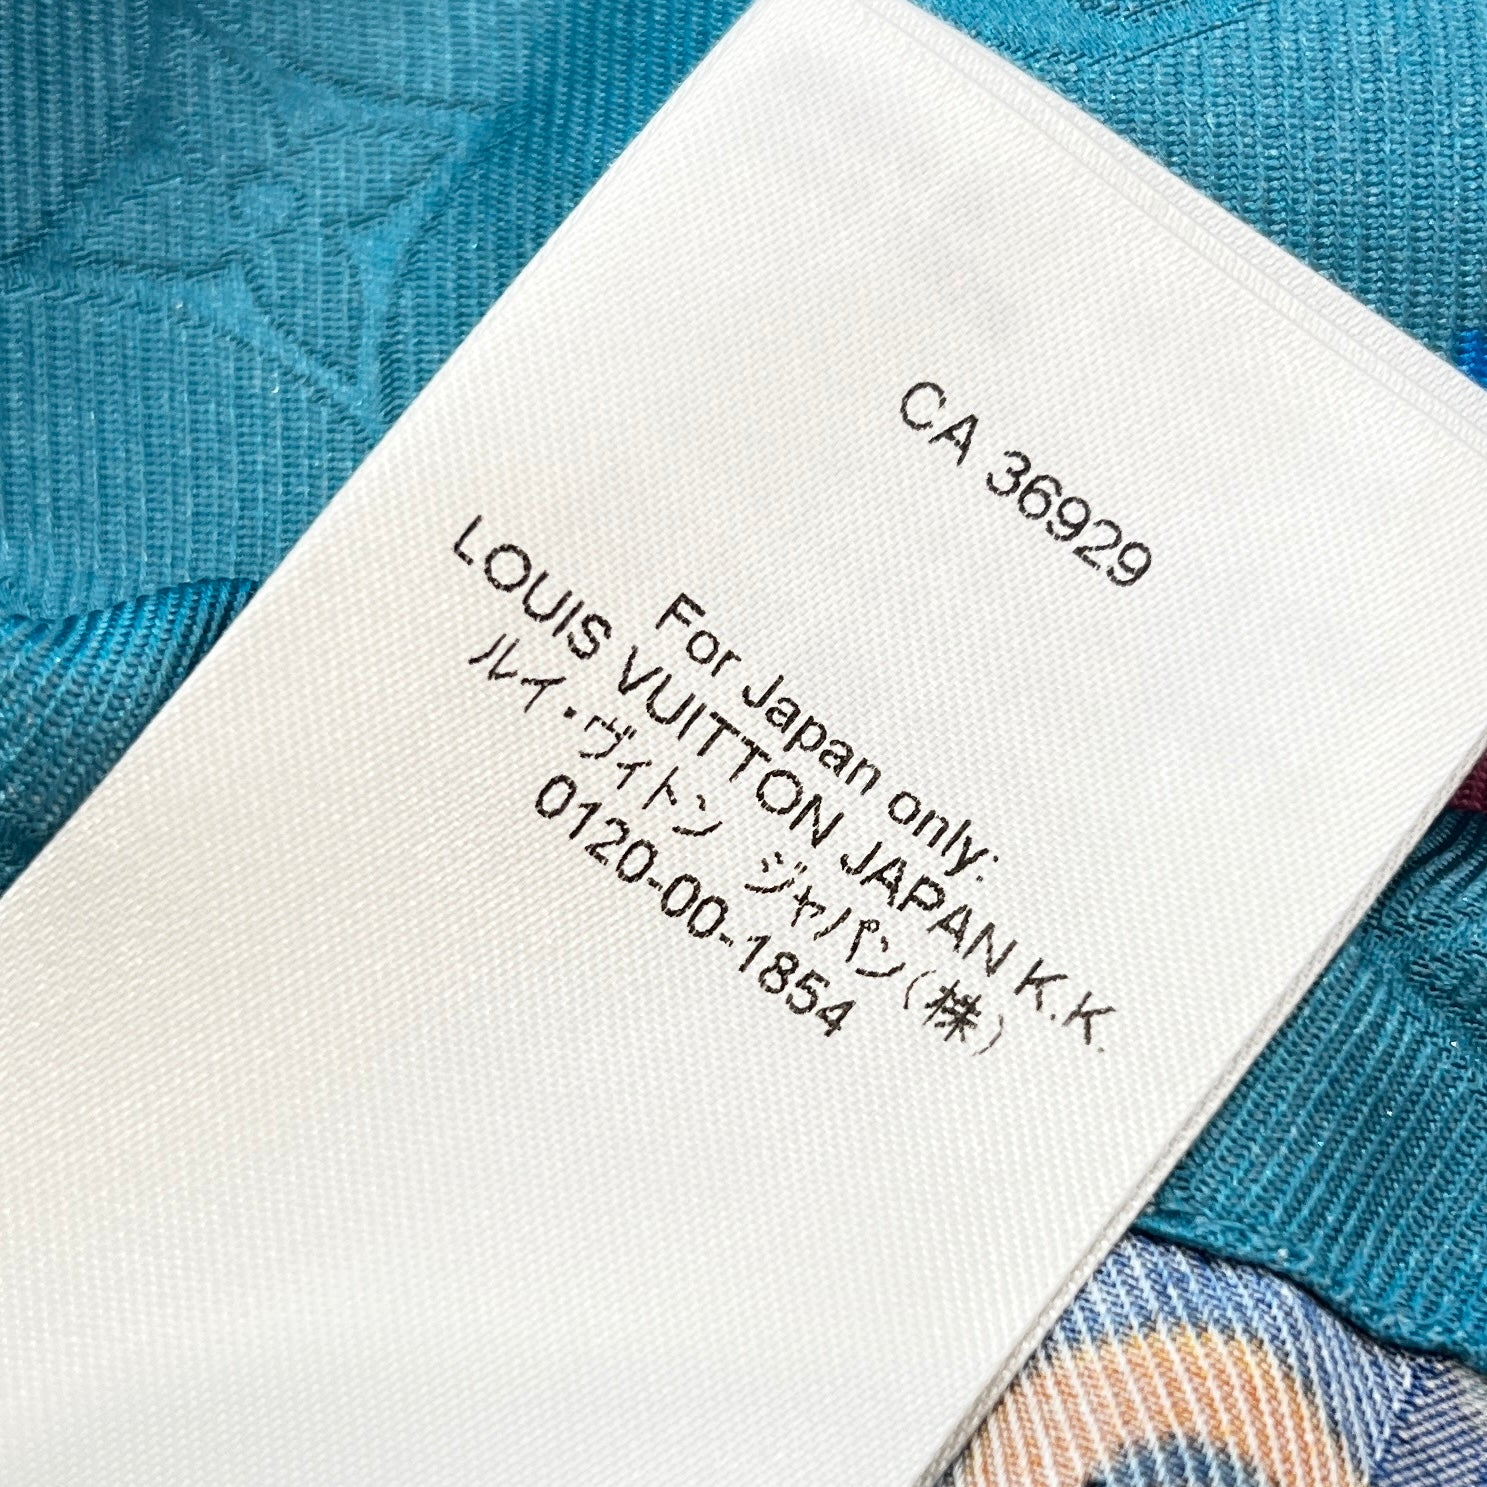 CA 36929
For Japan only:
LOUIS VUITTON JAPAN K.K.
ルイ・ヴィトン ジャパン(株)
0120-00-1854